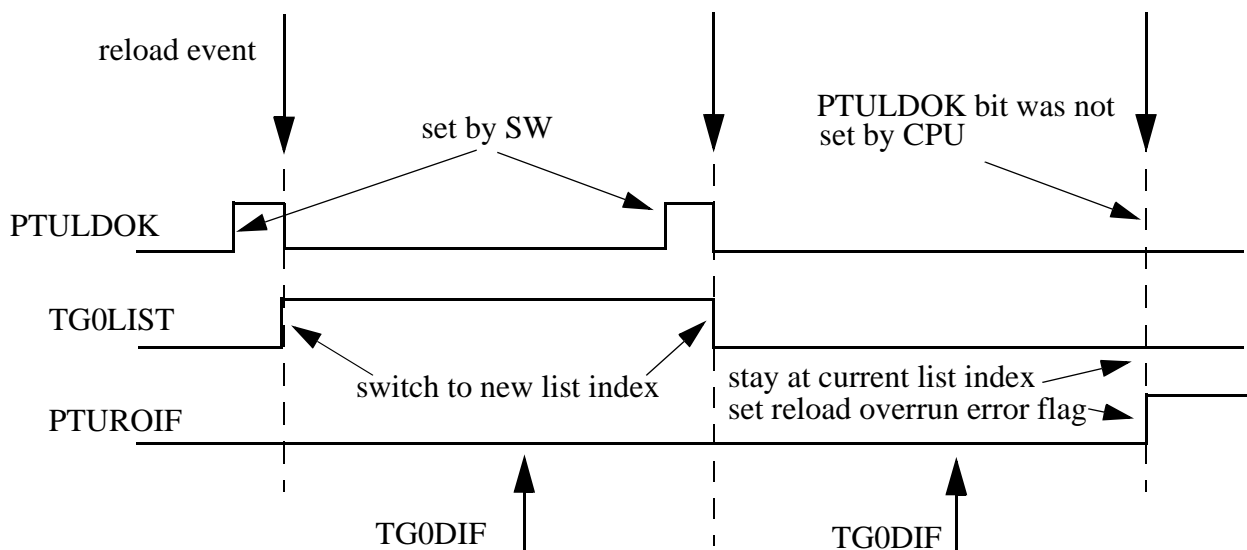 reload event
set by SW
PTULDOK bit was not
set by CPU
PTULDOK
TG0LIST
switch to new list index
stay at current list index
set reload overrun error flag
PTUROIF
TG0DIF
TG0DIF